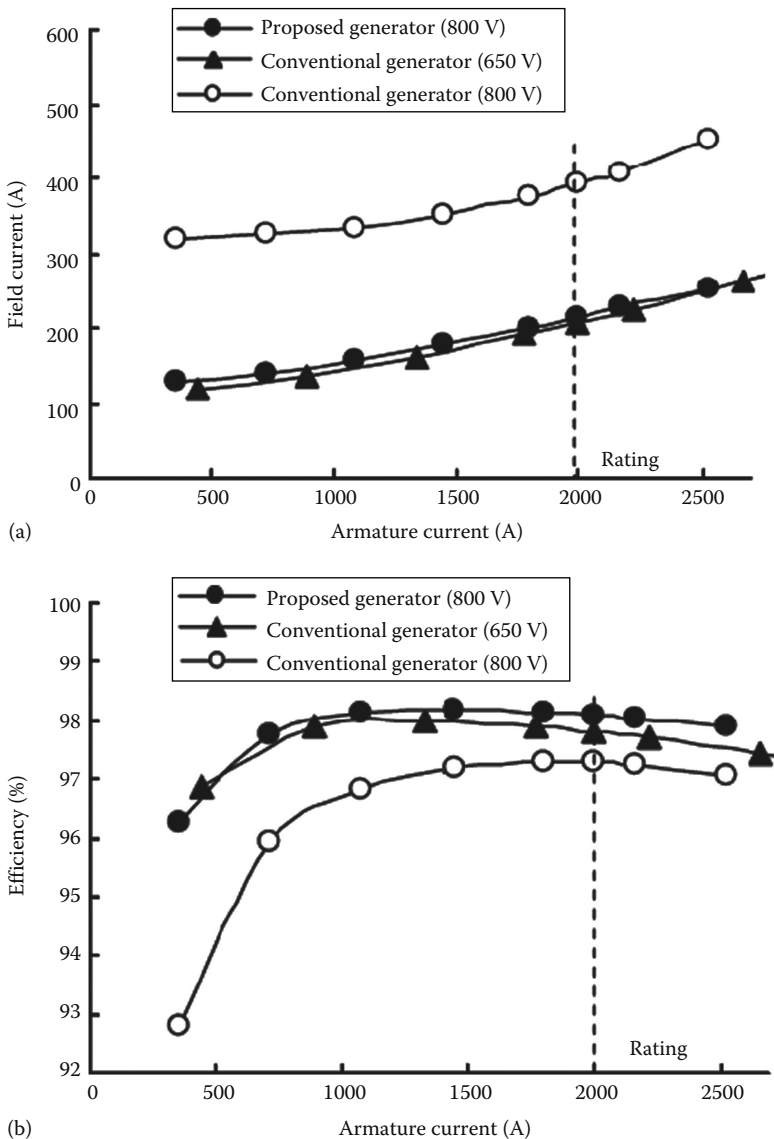 600
500
400
300
200
100
0
Field current (A)
Proposed generator (800 V)
Conventional generator (650 V)
Conventional generator (800 V)
Rating
0 500 1000 1500 2000 2500
Armature current (A)
(a)
100
99
98
97
96
95
94
93
92
Efficiency (%)
Proposed generator (800 V)
Conventional generator (650 V)
Conventional generator (800 V)
Rating
0 500 1000 1500 2000 2500
Armature current (A)
(b)